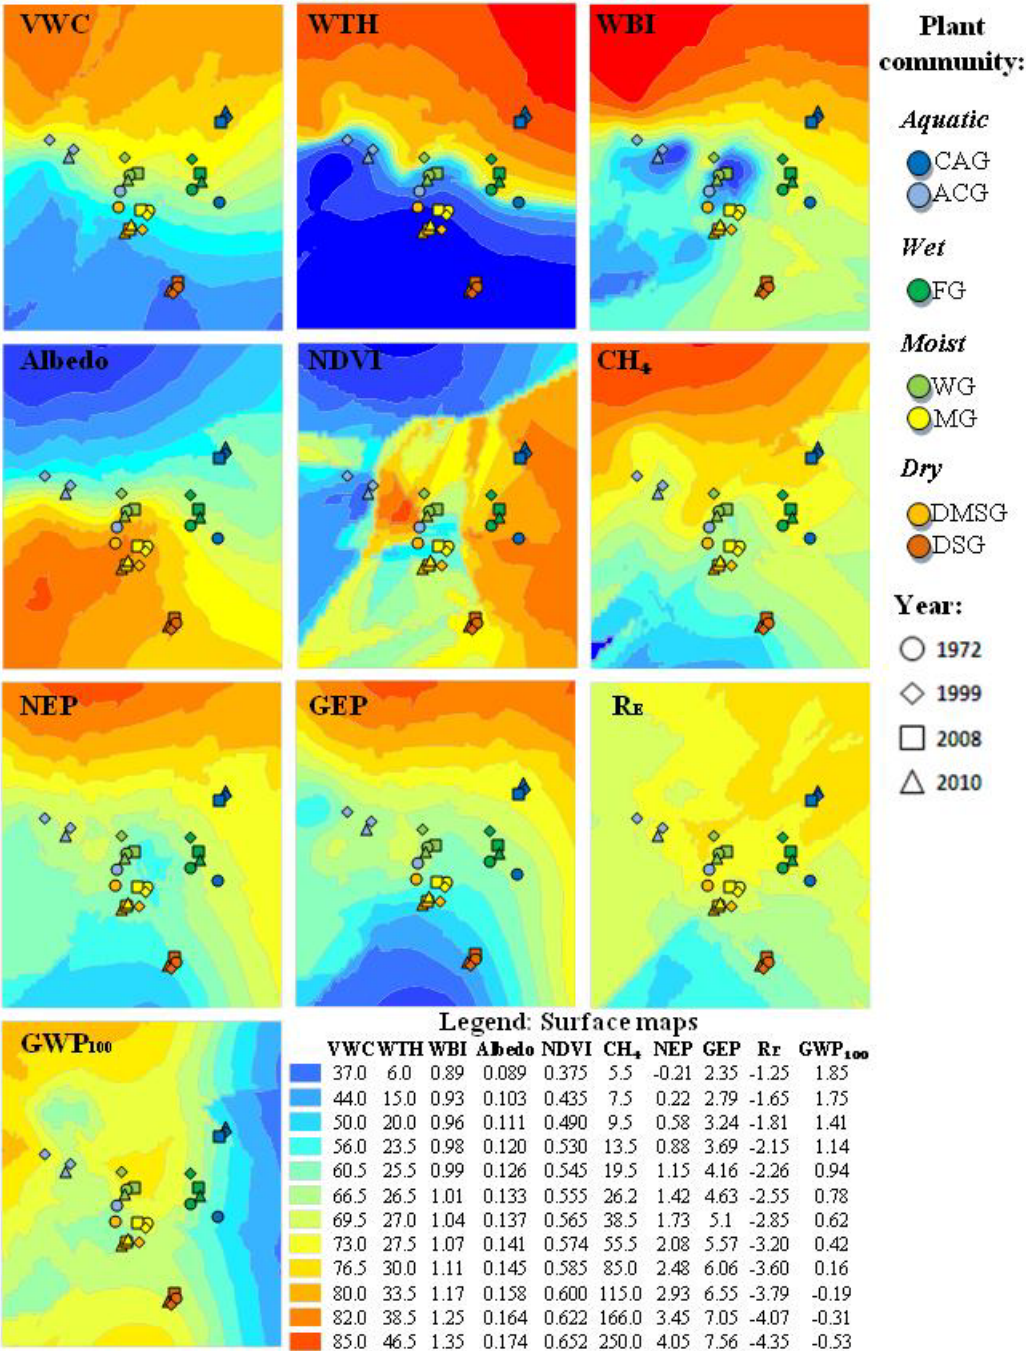 VWC
WTH
WBI
Plant
community:
Aquatic
CAG
ACG
Wet
FG
Moist
WG
MG
Dry
DMSG
DSG
Year:
1972
1999
2008
2010
Albedo
NDVI
CH₄
NEP
GEP
RE
GWP₁₀₀
Legend: Surface maps
VWC WTH WBI Albedo NDVI CH₄ NEP GEP RE GWP₁₀₀
37.0 6.0 0.89 0.089 0.375 5.5 -0.21 2.35 -1.25 1.85
44.0 15.0 0.93 0.103 0.435 7.5 0.22 2.79 -1.65 1.75
50.0 20.0 0.96 0.111 0.490 9.5 0.58 3.24 -1.81 1.41
56.0 23.5 0.98 0.120 0.530 13.5 0.88 3.69 -2.15 1.14
60.5 25.5 0.99 0.126 0.545 19.5 1.15 4.16 -2.26 0.94
66.5 26.5 1.01 0.133 0.555 26.2 1.42 4.63 -2.55 0.78
69.5 27.0 1.04 0.137 0.565 38.5 1.73 5.1 -2.85 0.62
73.0 27.5 1.07 0.141 0.574 55.5 2.08 5.57 -3.20 0.42
76.5 30.0 1.11 0.145 0.585 85.0 2.48 6.06 -3.60 0.16
80.0 33.5 1.17 0.158 0.600 115.0 2.93 6.55 -3.79 -0.19
82.0 38.5 1.25 0.164 0.622 166.0 3.45 7.05 -4.07 -0.31
85.0 46.5 1.35 0.174 0.652 250.0 4.05 7.56 -4.35 -0.53